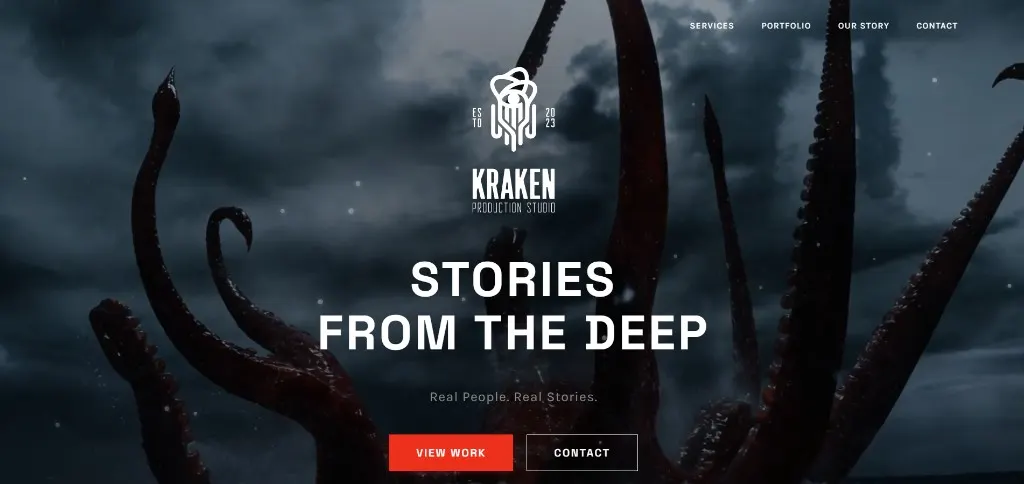 SERVICES PORTFOLIO OUR STORY CONTACT
ES 20
TD 23
KRAKEN
PRODUCTION STUDIO
STORIES
FROM THE DEEP
Real People. Real Stories.
VIEW WORK CONTACT